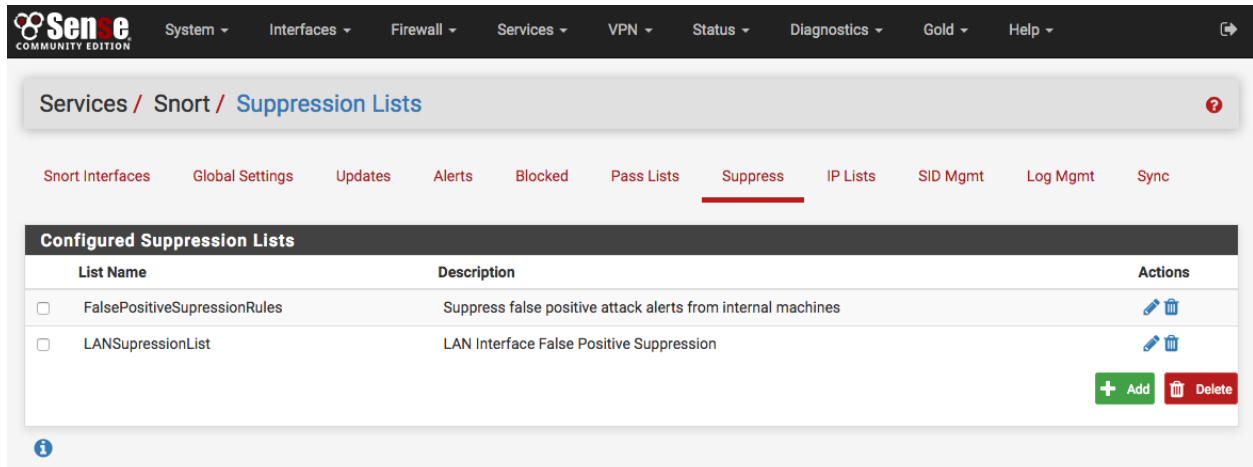 pfSense System Interfaces Firewall Services VPN Status Diagnostics Gold Help
COMMUNITY EDITION
Services / Snort / Suppression Lists
Snort Interfaces Global Settings Updates Alerts Blocked Pass Lists Suppress IP Lists SID Mgmt Log Mgmt Sync
Configured Suppression Lists
List Name Description Actions
FalsePositiveSupressionRules Suppress false positive attack alerts from internal machines
LANSupressionList LAN Interface False Positive Suppression
Add Delete